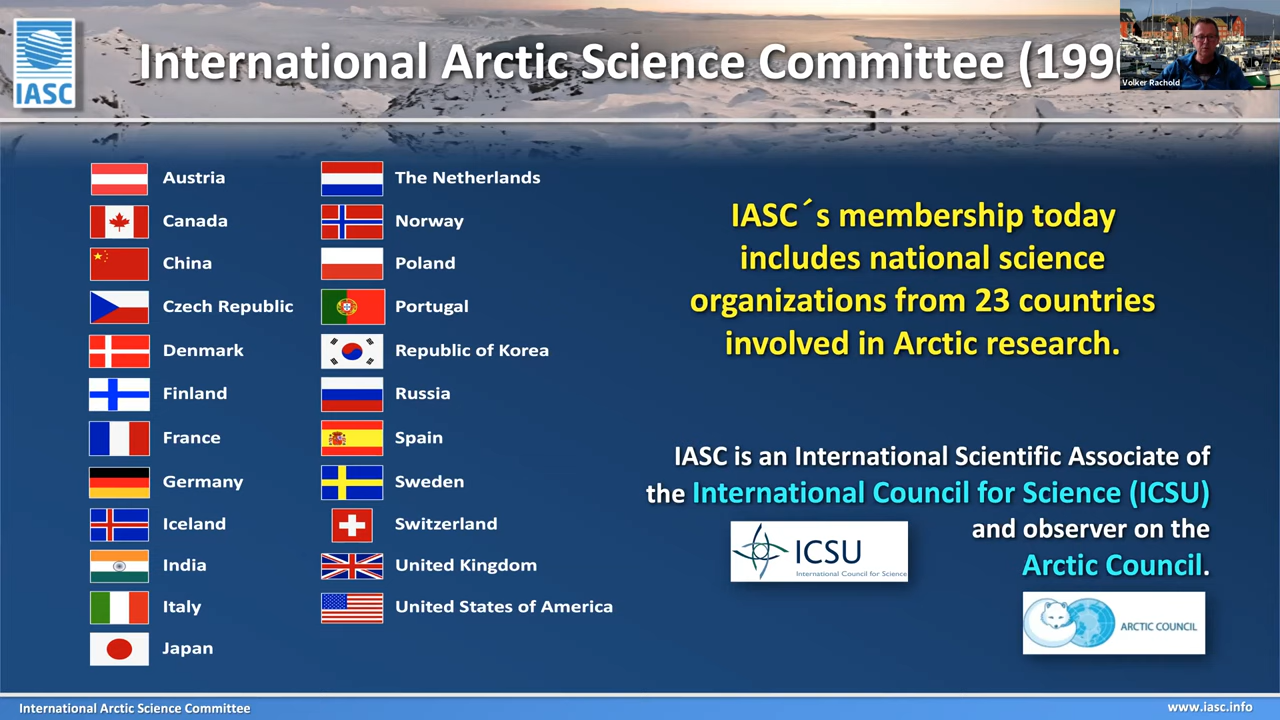 IASC
International Arctic Science Committee (199
Volker Rachold
Austria
Canada
China
Czech Republic
Denmark
Finland
France
Germany
Iceland
India
Italy
Japan
The Netherlands
Norway
Poland
Portugal
Republic of Korea
Russia
Spain
Sweden
Switzerland
United Kingdom
United States of America
IASC´s membership today
includes national science
organizations from 23 countries
involved in Arctic research.
IASC is an International Scientific Associate of
the International Council for Science (ICSU)
and observer on the
Arctic Council.
ICSU
International Council for Science
ARCTIC COUNCIL
International Arctic Science Committee
www.iasc.info